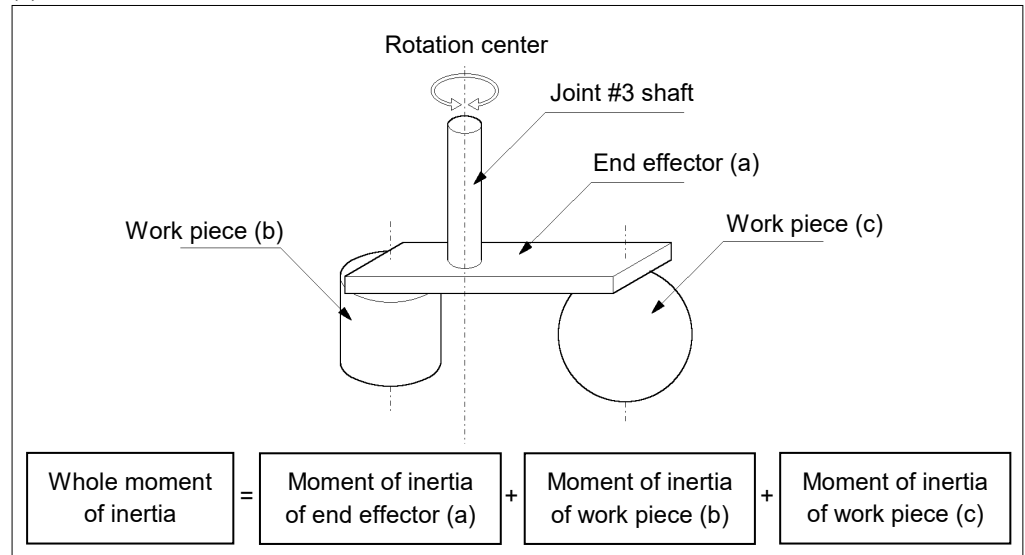 Rotation center
Joint #3 shaft
End effector (a)
Work piece (b)
Work piece (c)
Whole moment
of inertia
=
Moment of inertia
of end effector (a)
+
Moment of inertia
of work piece (b)
+
Moment of inertia
of work piece (c)